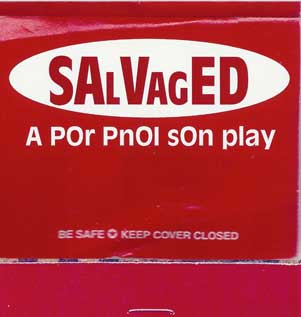 SALVAGED
A POr PnOl sOn play
BE SAFE ✪ KEEP COVER CLOSED